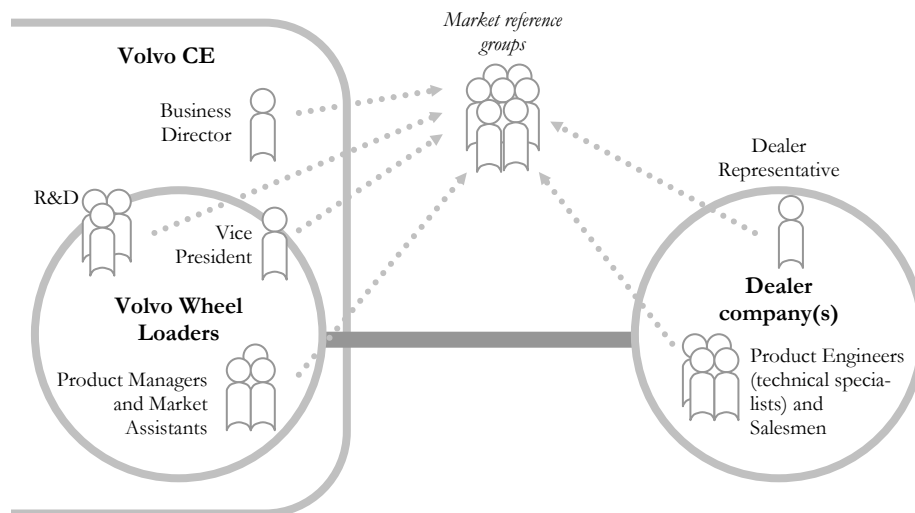 Market reference
groups
Volvo CE
Business
Director
Dealer
Representative
R&D
Vice
President
Volvo Wheel
Loaders
Dealer
company(s)
Product Managers
and Market
Assistants
Product Engineers
(technical specia-
lists) and
Salesmen